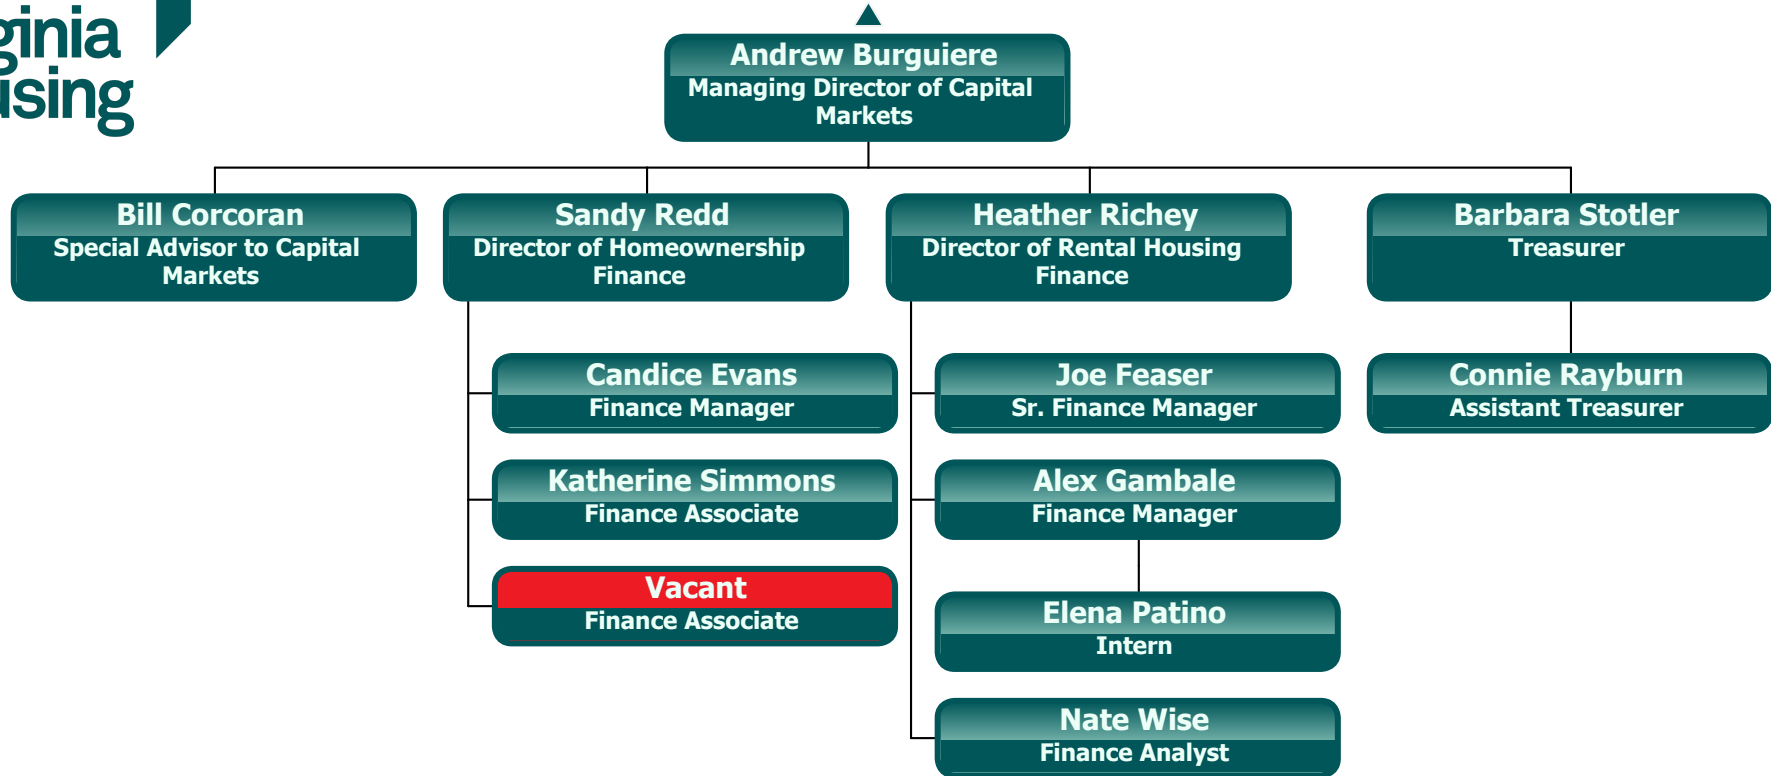 ginia
using
Andrew Burguiere
Managing Director of Capital
Markets
Bill Corcoran
Special Advisor to Capital
Markets
Sandy Redd
Director of Homeownership
Finance
Heather Richey
Director of Rental Housing
Finance
Barbara Stotler
Treasurer
Candice Evans
Finance Manager
Katherine Simmons
Finance Associate
Vacant
Finance Associate
Joe Feaser
Sr. Finance Manager
Alex Gambale
Finance Manager
Elena Patino
Intern
Nate Wise
Finance Analyst
Connie Rayburn
Assistant Treasurer